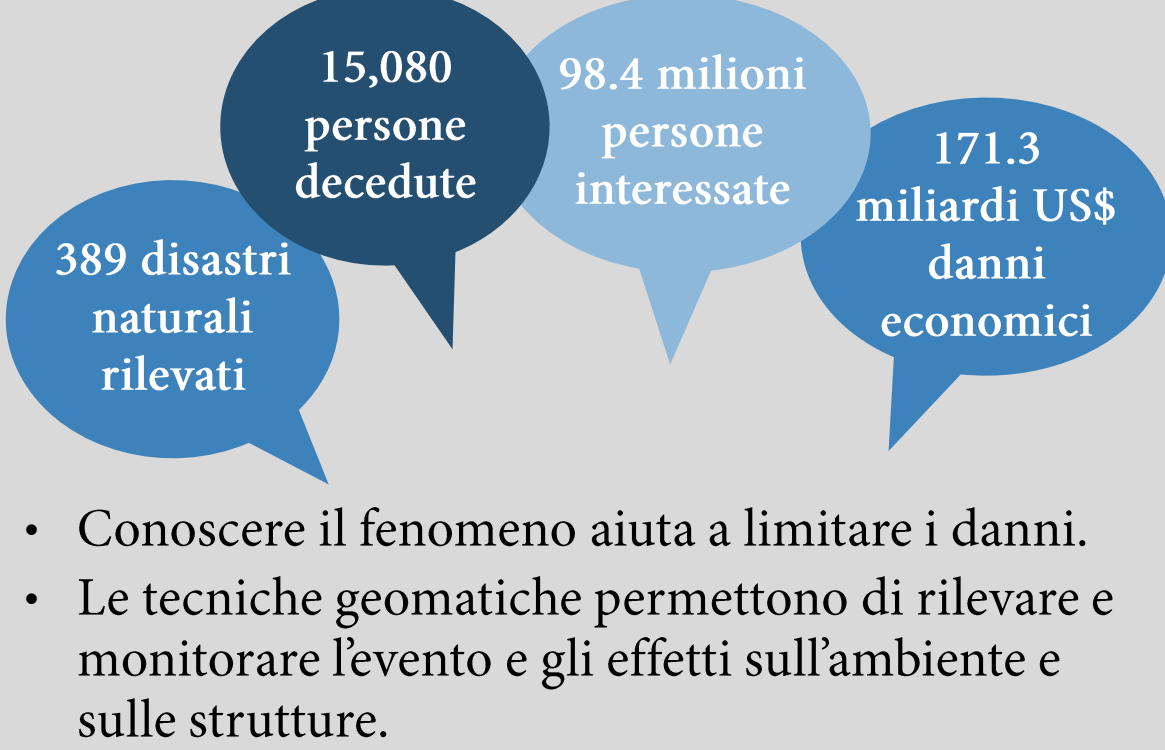 389 disastri
naturali
rilevati
15,080
persone
decedute
98.4 milioni
persone
interessate
171.3
miliardi US$
danni
economici
• Conoscere il fenomeno aiuta a limitare i danni.
• Le tecniche geomatiche permettono di rilevare e
monitorare l’evento e gli effetti sull’ambiente e
sulle strutture.